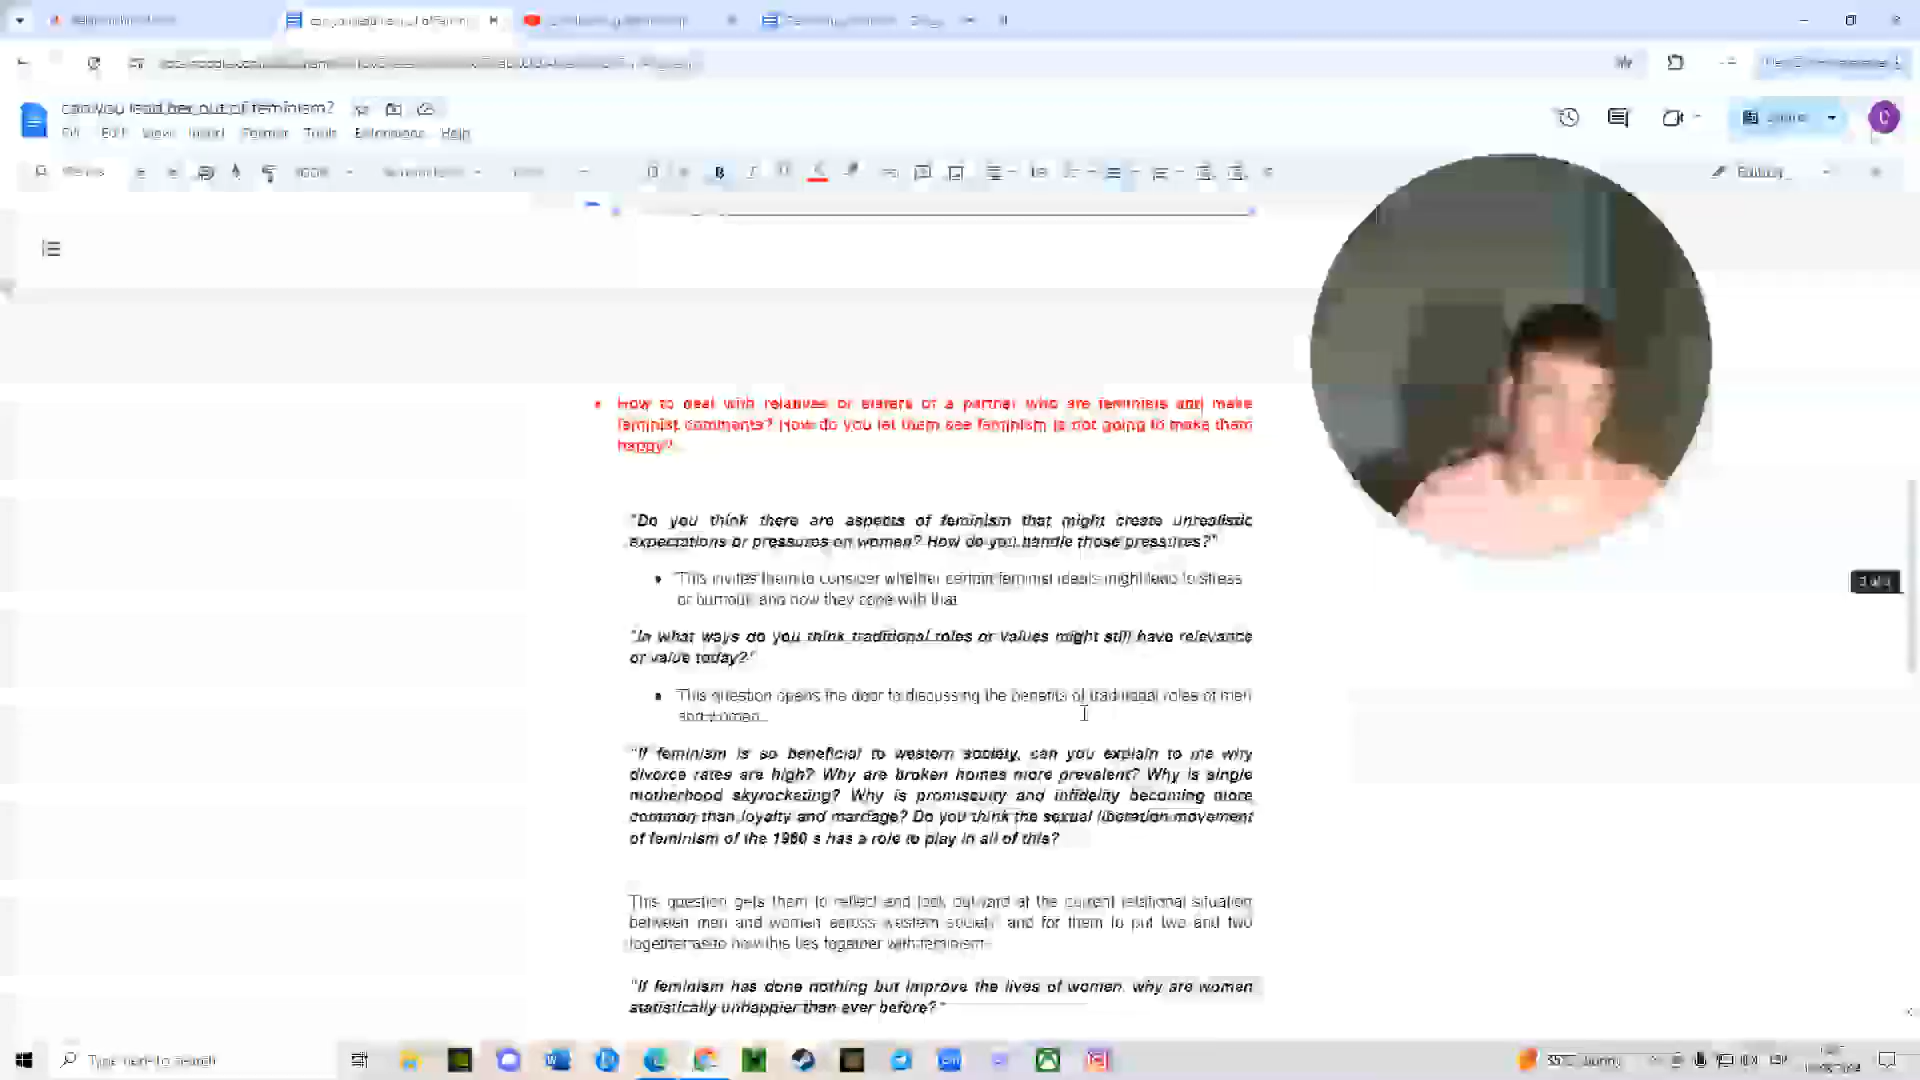 can you lead her out of feminism?
File Edit View Insert Format Tools Extensions Help
100%
Share
Editing
How to deal with relatives or sisters of a partner who are feminists and make
feminist comments? How do you let them see feminism is not going to make them
happy?
"Do you think there are aspects of feminism that might create unrealistic
expectations or pressures on women? How do you handle those pressures?"
This invites them to consider whether certain feminist ideals might lead to stress
or burnout and how they cope with that
"In what ways do you think traditional roles or values might still have relevance
or value today?"
This question opens the door to discussing the benefits of traditional roles of men
and women.
"If feminism is so beneficial to western society, can you explain to me why
divorce rates are high? Why are broken homes more prevalent? Why is single
motherhood skyrocketing? Why is promiscuity and infidelity becoming more
common than loyalty and marriage? Do you think the sexual liberation movement
of feminism of the 1960 s has a role to play in all of this?
This question gets them to reflect and look outward at the current relational situation
between men and women across western society and for them to put two and two
together as to how this ties together with feminism
"If feminism has done nothing but improve the lives of women, why are women
statistically unhappier than ever before?"
Type here to search
35°C Sunny